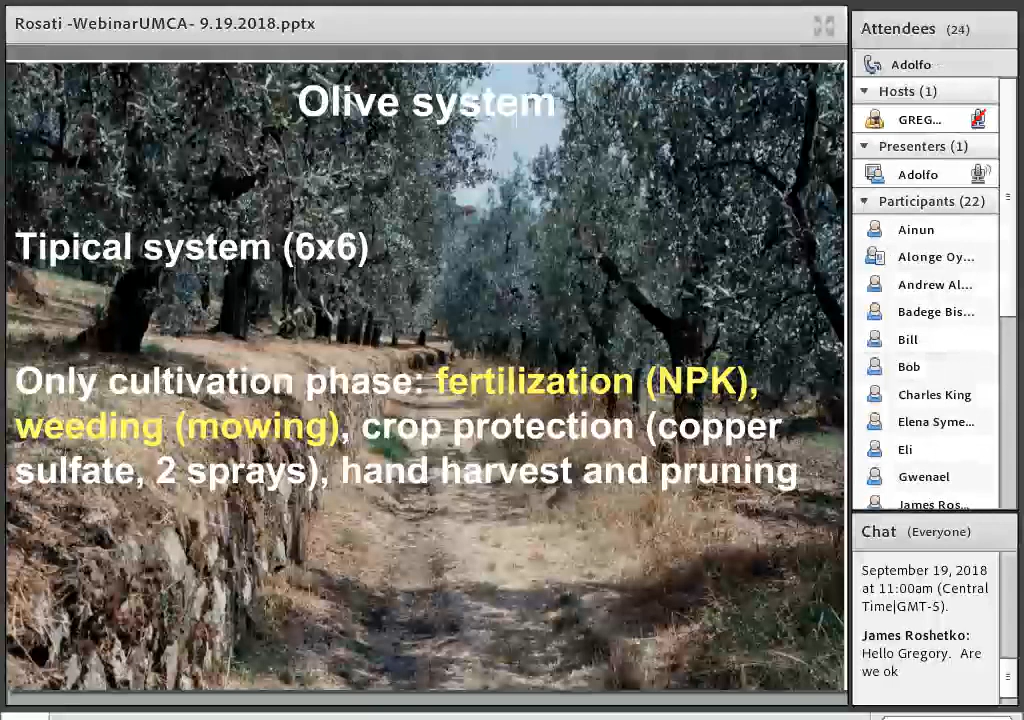 Rosati -WebinarUMCA- 9.19.2018.pptx
Olive system
Tipical system (6x6)
Only cultivation phase: fertilization (NPK),
weeding (mowing), crop protection (copper
sulfate, 2 sprays), hand harvest and pruning
Attendees (24)
Adolfo
Hosts (1)
GREG...
Presenters (1)
Adolfo
Participants (22)
Ainun
Alonge Oy...
Andrew Al...
Badege Bis...
Bill
Bob
Charles King
Elena Syme...
Eli
Gwenael
James Ros...
Chat (Everyone)
September 19, 2018
at 11:00am (Central
Time|GMT-5).
James Roshetko:
Hello Gregory. Are
we ok